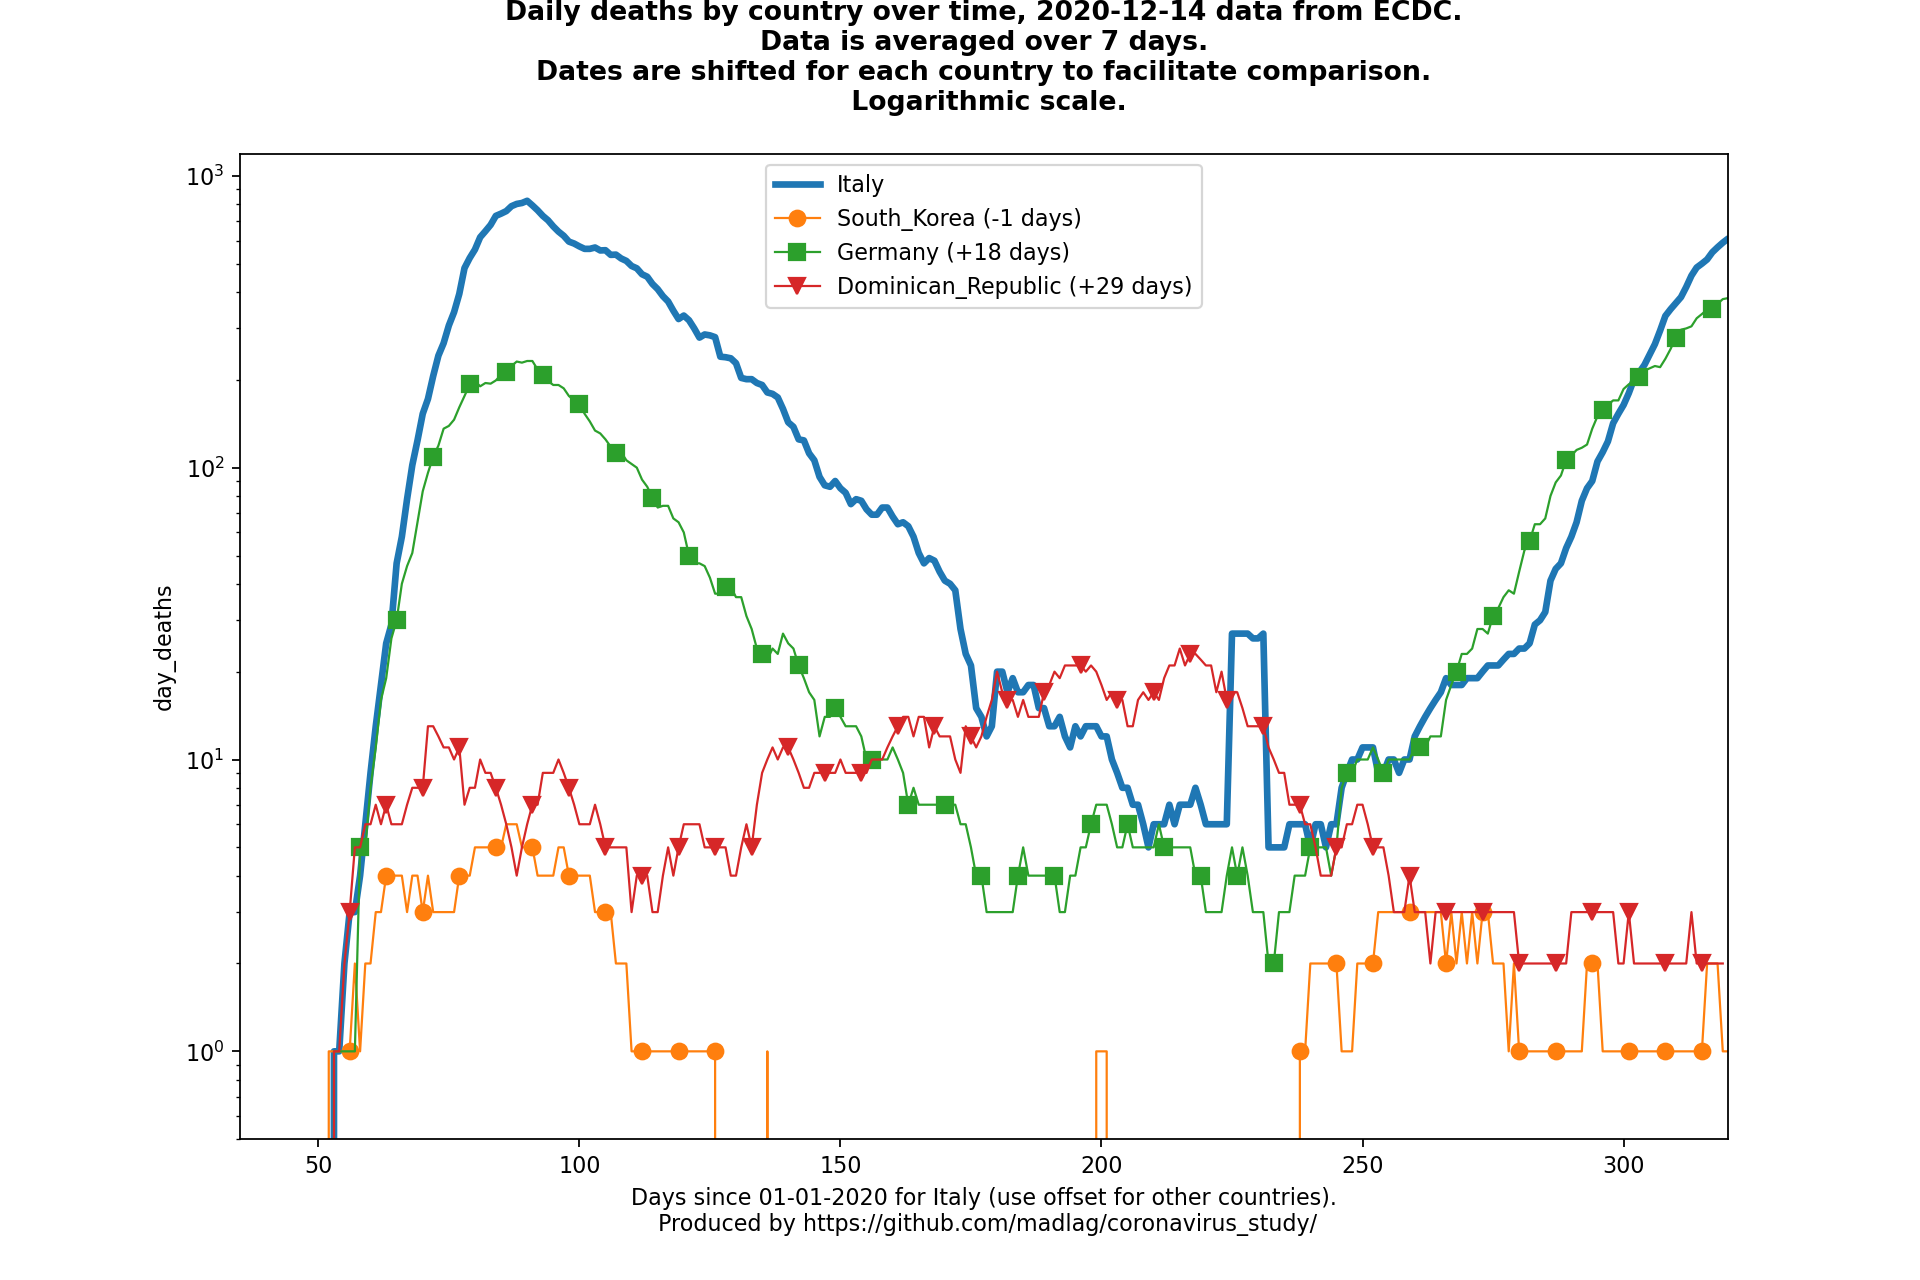 Daily deaths by country over time, 2020-12-14 data from ECDC.
Data is averaged over 7 days.
Dates are shifted for each country to facilitate comparison.
Logarithmic scale.
10³
10²
10¹
10⁰
day_deaths
Italy
South_Korea (-1 days)
Germany (+18 days)
Dominican_Republic (+29 days)
50 100 150 200 250 300
Days since 01-01-2020 for Italy (use offset for other countries).
Produced by https://github.com/madlag/coronavirus_study/